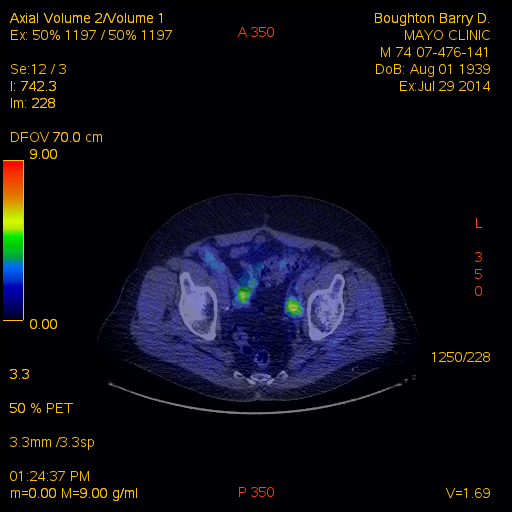 Axial Volume 2/Volume 1
Ex: 50% 1197 / 50% 1197
Se:12 / 3
I: 742.3
Im: 228
DFOV 70.0 cm
9.00
0.00
3.3
50 % PET
3.3mm /3.3sp
01:24:37 PM
m=0.00 M=9.00 g/ml
A 350
P 350
Boughton Barry D.
MAYO CLINIC
M 74 07-476-141
DoB: Aug 01 1939
Ex:Jul 29 2014
L
3
5
0
1250/228
V=1.69